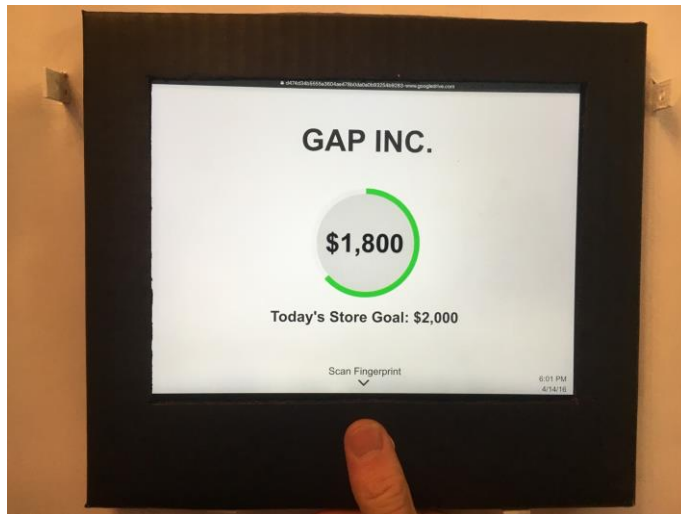 GAP INC.
$1,800
Today's Store Goal: $2,000
Scan Fingerprint
6:01 PM
4/14/16